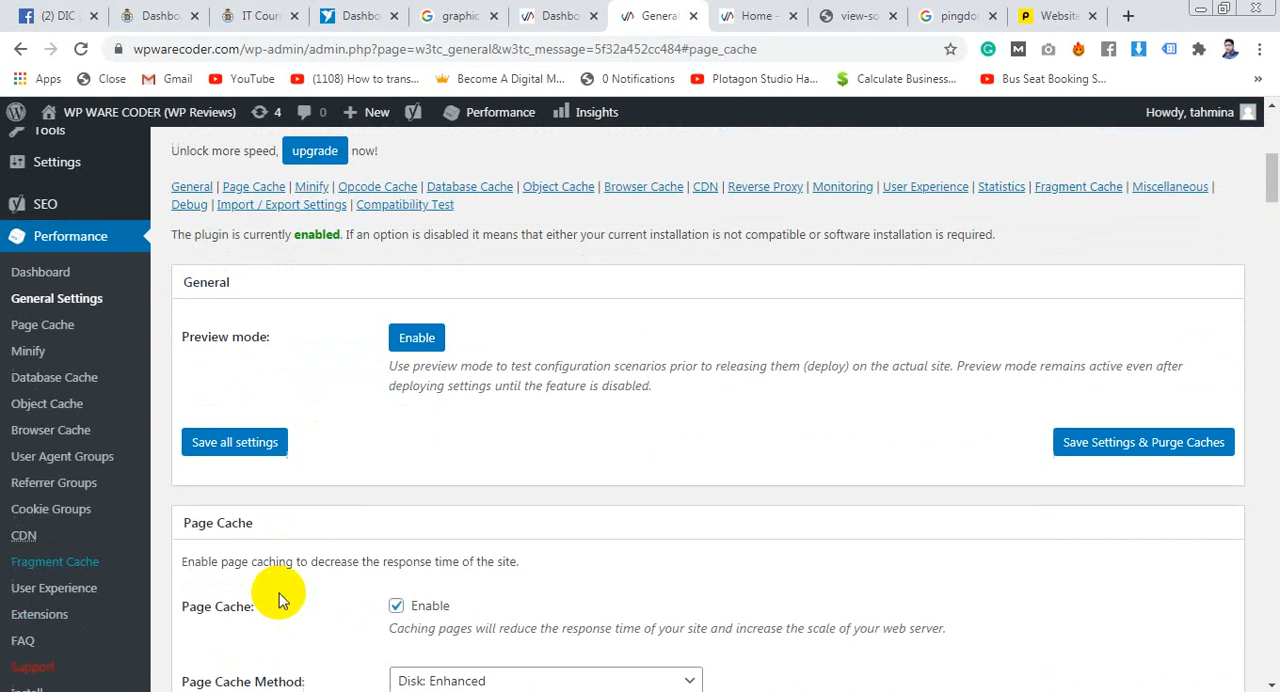 (2) DIC
Dashbo
IT Cour
Dashbo
graphic
Dashbo
General
Home -
view-so
pingdo
Website
wpwarecoder.com/wp-admin/admin.php?page=w3tc_general&w3tc_message=5f32a452cc484#page_cache
Apps
Close
Gmail
YouTube
(1108) How to trans...
Become A Digital M...
0 Notifications
Plotagon Studio Ha...
Calculate Business...
Bus Seat Booking S...
»
WP WARE CODER (WP Reviews)
4
0
New
Performance
Insights
Howdy, tahmina
Tools
Settings
SEO
Performance
Dashboard
General Settings
Page Cache
Minify
Database Cache
Object Cache
Browser Cache
User Agent Groups
Referrer Groups
Cookie Groups
CDN
Fragment Cache
User Experience
Extensions
FAQ
Support
Install
Unlock more speed, upgrade now!
General | Page Cache | Minify | Opcode Cache | Database Cache | Object Cache | Browser Cache | CDN | Reverse Proxy | Monitoring | User Experience | Statistics | Fragment Cache | Miscellaneous |
Debug | Import / Export Settings | Compatibility Test
The plugin is currently enabled. If an option is disabled it means that either your current installation is not compatible or software installation is required.
General
Preview mode:
Enable
Use preview mode to test configuration scenarios prior to releasing them (deploy) on the actual site. Preview mode remains active even after
deploying settings until the feature is disabled.
Save all settings
Save Settings & Purge Caches
Page Cache
Enable page caching to decrease the response time of the site.
Page Cache:
Enable
Caching pages will reduce the response time of your site and increase the scale of your web server.
Page Cache Method:
Disk: Enhanced